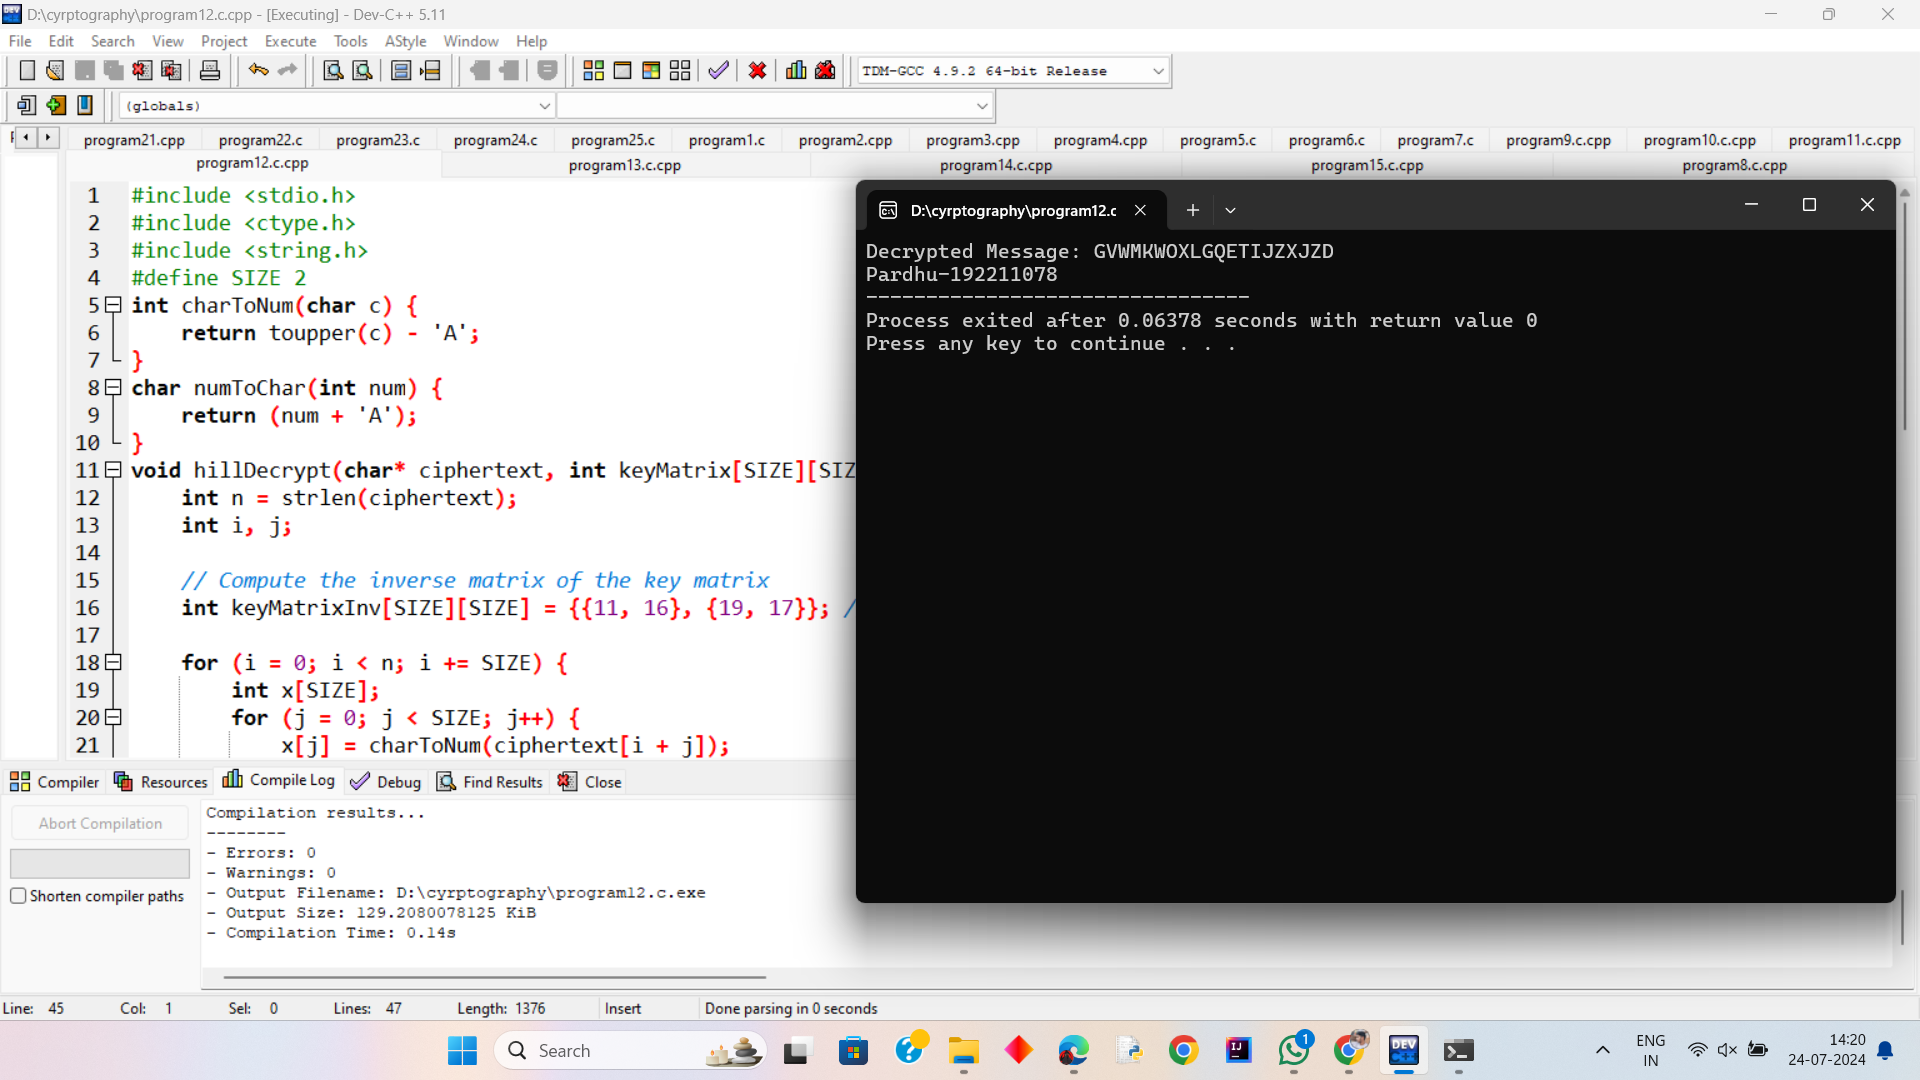 D:\cyrptography\program12.c.cpp - [Executing] - Dev-C++ 5.11
File Edit Search View Project Execute Tools AStyle Window Help
TDM-GCC 4.9.2 64-bit Release
(globals)
program21.cpp program22.c program23.c program24.c program25.c program1.c program2.cpp program3.cpp program4.cpp program5.c program6.c program7.c program9.c.cpp program10.c.cpp program11.c.cpp
program12.c.cpp program13.c.cpp program14.c.cpp program15.c.cpp program8.c.cpp
1 #include <stdio.h>
2 #include <ctype.h>
3 #include <string.h>
4 #define SIZE 2
5 int charToNum(char c) {
6 return toupper(c) - 'A';
7 }
8 char numToChar(int num) {
9 return (num + 'A');
10 }
11 void hillDecrypt(char* ciphertext, int keyMatrix[SIZE][SIZ
12 int n = strlen(ciphertext);
13 int i, j;
14
15 // Compute the inverse matrix of the key matrix
16 int keyMatrixInv[SIZE][SIZE] = {{11, 16}, {19, 17}}; /
17
18 for (i = 0; i < n; i += SIZE) {
19 int x[SIZE];
20 for (j = 0; j < SIZE; j++) {
21 x[j] = charToNum(ciphertext[i + j]);
D:\cyrptography\program12.c
Decrypted Message: GVWMKWOXLGQETIJZXJZD
Pardhu-192211078
--------------------------------
Process exited after 0.06378 seconds with return value 0
Press any key to continue . . .
Compiler Resources Compile Log Debug Find Results Close
Abort Compilation
Shorten compiler paths
Compilation results...
--------
- Errors: 0
- Warnings: 0
- Output Filename: D:\cyrptography\program12.c.exe
- Output Size: 129.2080078125 KiB
- Compilation Time: 0.14s
Line: 45 Col: 1 Sel: 0 Lines: 47 Length: 1376 Insert Done parsing in 0 seconds
Search
1
DEV
ENG
IN
14:20
24-07-2024